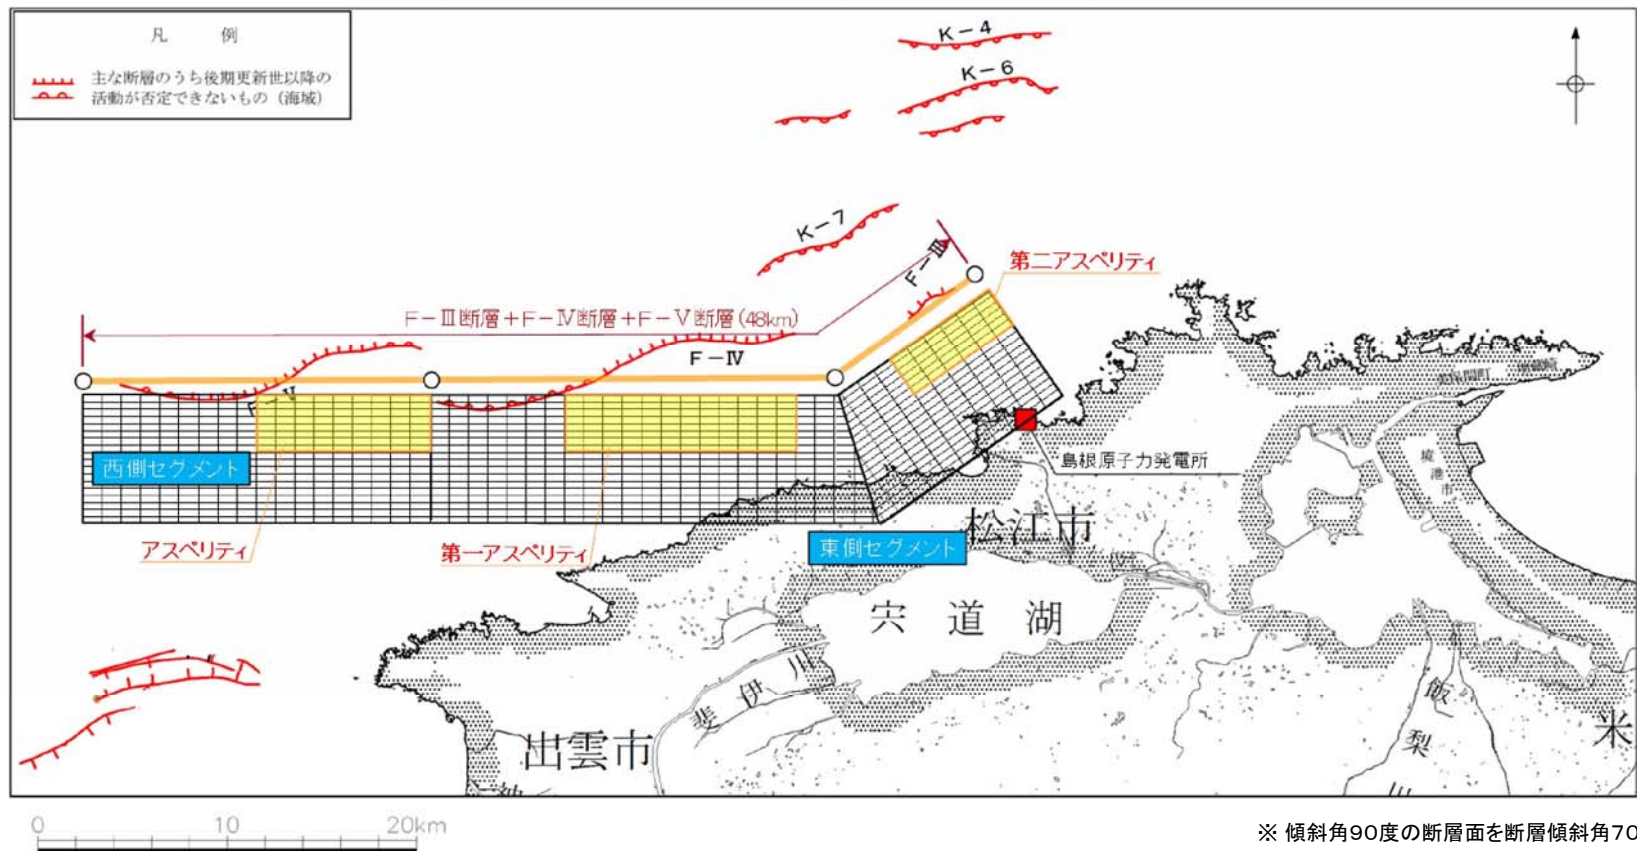 凡 例
主な断層のうち後期更新世以降の
活動が否定できないもの（海域）
K－4
K－6
K－7
F－Ⅲ
第二アスペリティ
F－Ⅲ断層＋F－Ⅳ断層＋F－Ⅴ断層(48km)
F－Ⅳ
F－Ⅴ
西側セグメント
島根原子力発電所
境港市
アスペリティ
第一アスペリティ
東側セグメント
松江市
宍道湖
斐伊川
飯梨川
出雲市
米
神
0 10 20km
※ 傾斜角90度の断層面を断層傾斜角70